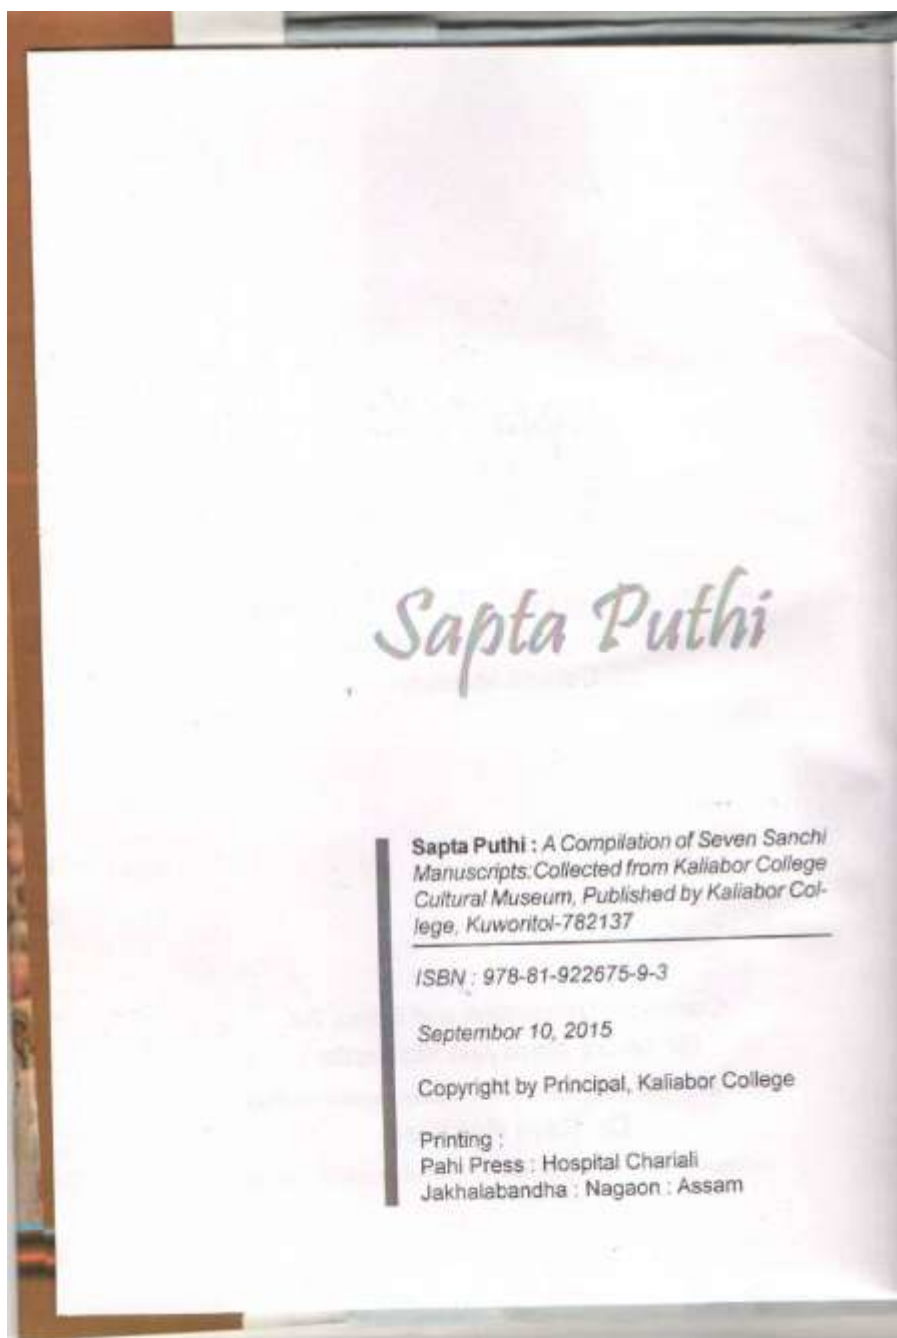 Sapta Puthi
Sapta Puthi : A Compilation of Seven Sanchi
Manuscripts: Collected from Kaliabor College
Cultural Museum, Published by Kaliabor Col-
lege, Kuworitol-782137
ISBN : 978-81-922675-9-3
Septembor 10, 2015
Copyright by Principal, Kaliabor College
Printing :
Pahi Press : Hospital Chariali
Jakhalabandha : Nagaon : Assam